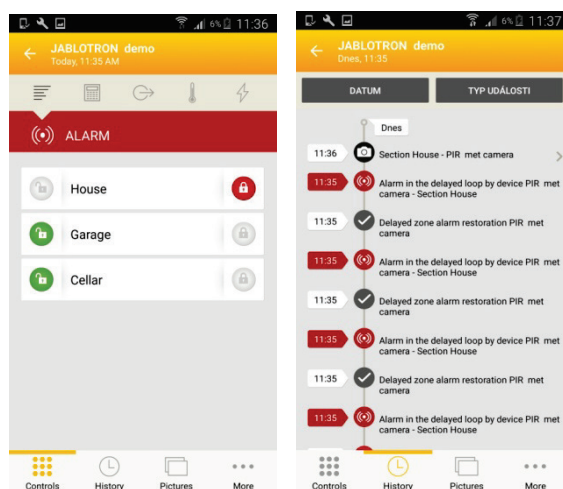 6% 11:36
JABLOTRON demo
Today, 11:35 AM
ALARM
House
Garage
Cellar
Controls History Pictures More
6% 11:37
JABLOTRON demo
Dnes, 11:35
DATUM TYP UDÁLOSTI
Dnes
11:36 Section House - PIR met camera
11:35 Alarm in the delayed loop by device PIR met
camera - Section House
11:35 Delayed zone alarm restoration PIR met
camera
11:35 Alarm in the delayed loop by device PIR met
camera - Section House
11:35 Delayed zone alarm restoration PIR met
camera
11:35 Alarm in the delayed loop by device PIR met
camera - Section House
11:35 Delayed zone alarm restoration PIR met
camera
11:35 Alarm in the delayed loop by device PIR met
camera - Section House
Controls History Pictures More